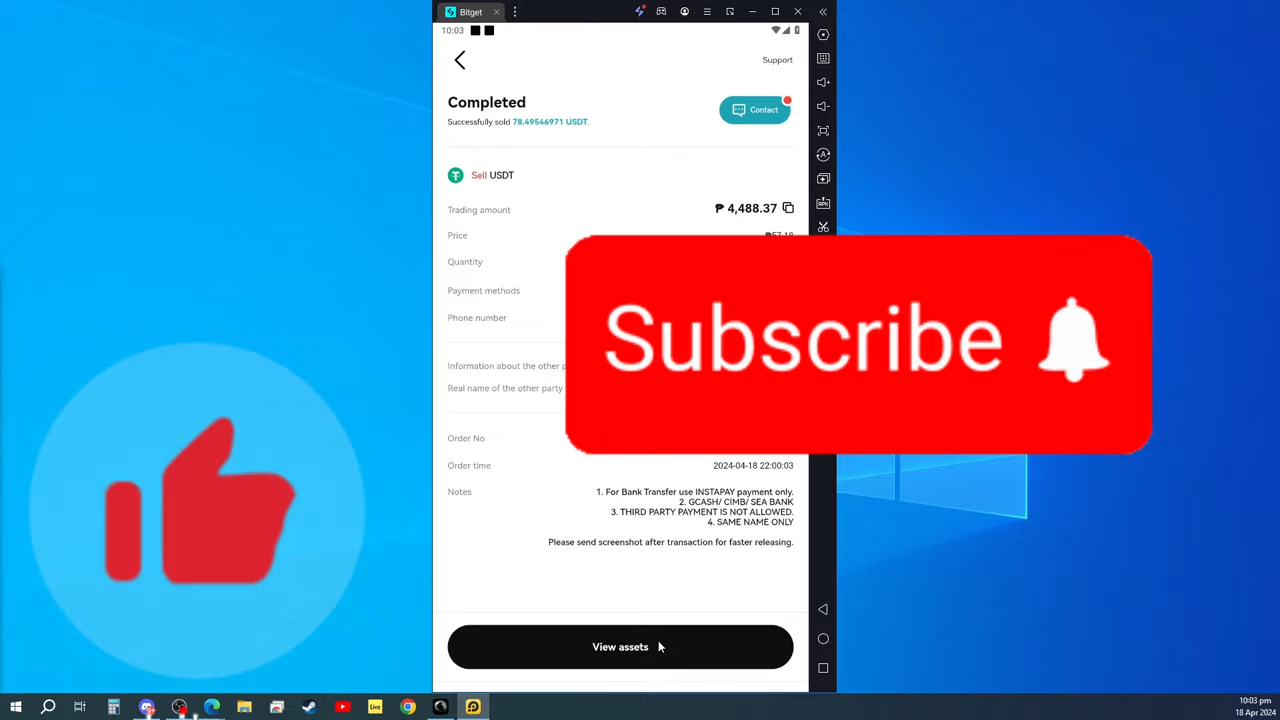 Bitget
10:03
Support
Completed
Contact
Successfully sold 78.49546971 USDT.
Sell USDT
Trading amount
₱ 4,488.37
Price
₱57.18
Quantity
Payment methods
Phone number
Subscribe
Information about the other p
Real name of the other party
Order No
Order time
2024-04-18 22:00:03
Notes
1. For Bank Transfer use INSTAPAY payment only.
2. GCASH/ CIMB/ SEA BANK
3. THIRD PARTY PAYMENT IS NOT ALLOWED.
4. SAME NAME ONLY
Please send screenshot after transaction for faster releasing.
View assets
10:03 pm
18 Apr 2024